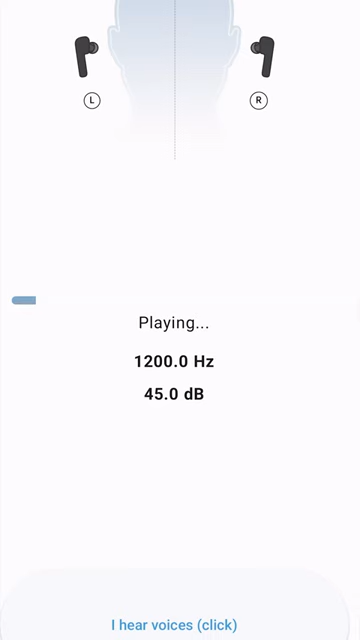 L
R
Playing...
1200.0 Hz
45.0 dB
I hear voices (click)